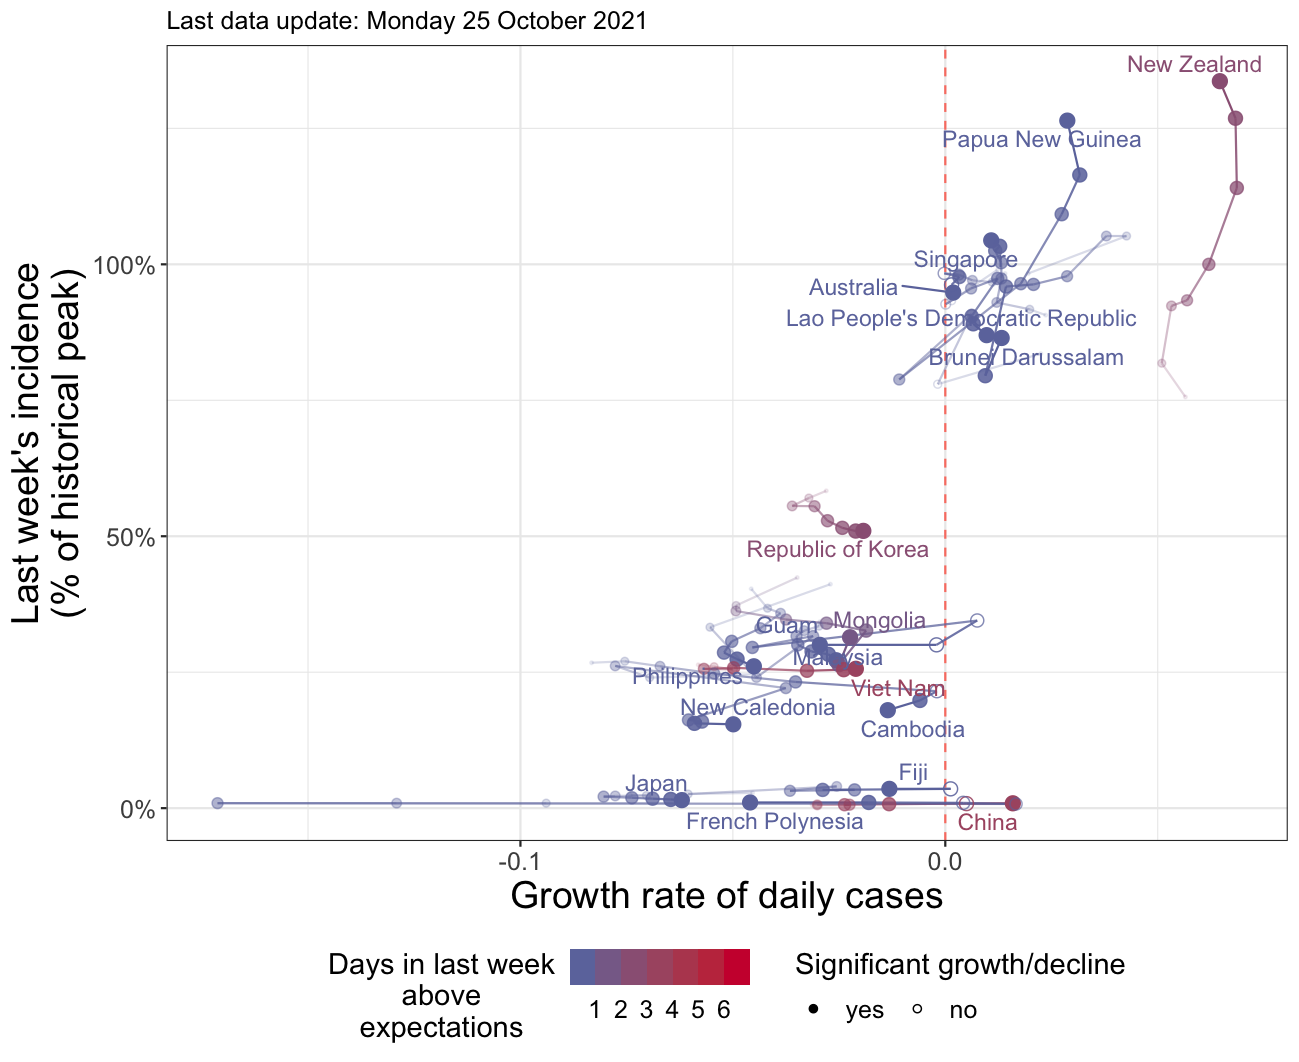 Last data update: Monday 25 October 2021
New Zealand
Papua New Guinea
100%
Singapore
Australia
Lao People's Democratic Republic
Brunei Darussalam
Last week's incidence
(% of historical peak)
50%
Republic of Korea
Guam
Mongolia
Malaysia
Philippines
Viet Nam
New Caledonia
Cambodia
Fiji
Japan
0%
French Polynesia
China
-0.1
0.0
Growth rate of daily cases
Days in last week
above
expectations
1 2 3 4 5 6
Significant growth/decline
yes no